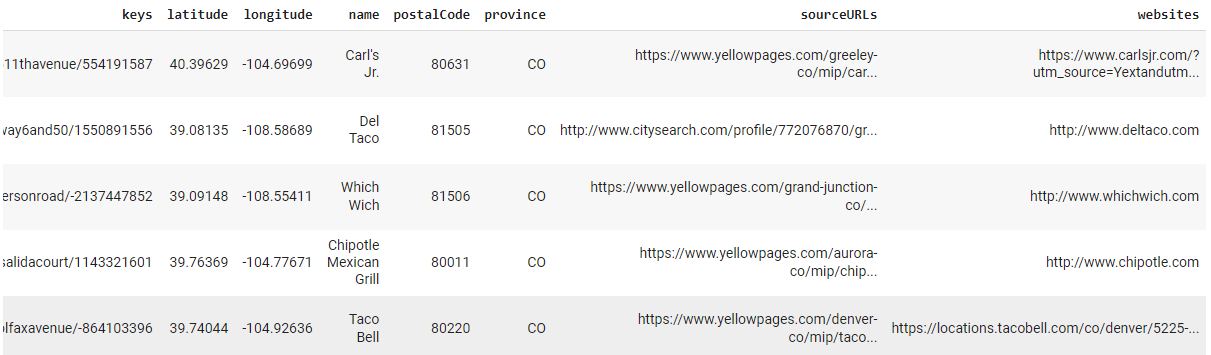 keys latitude longitude name postalCode province sourceURLs websites
511thavenue/554191587 40.39629 -104.69699 Carl's Jr. 80631 CO https://www.yellowpages.com/greeley-co/mip/car... https://www.carlsjr.com/?utm_source=Yextandutm...
way6and50/1550891556 39.08135 -108.58689 Del Taco 81505 CO http://www.citysearch.com/profile/772076870/gr... http://www.deltaco.com
ersonroad/-2137447852 39.09148 -108.55411 Which Wich 81506 CO https://www.yellowpages.com/grand-junction-co/... http://www.whichwich.com
salidacourt/1143321601 39.76369 -104.77671 Chipotle Mexican Grill 80011 CO https://www.yellowpages.com/aurora-co/mip/chip... http://www.chipotle.com
olfaxavenue/-864103396 39.74044 -104.92636 Taco Bell 80220 CO https://www.yellowpages.com/denver-co/mip/taco... https://locations.tacobell.com/co/denver/5225-...